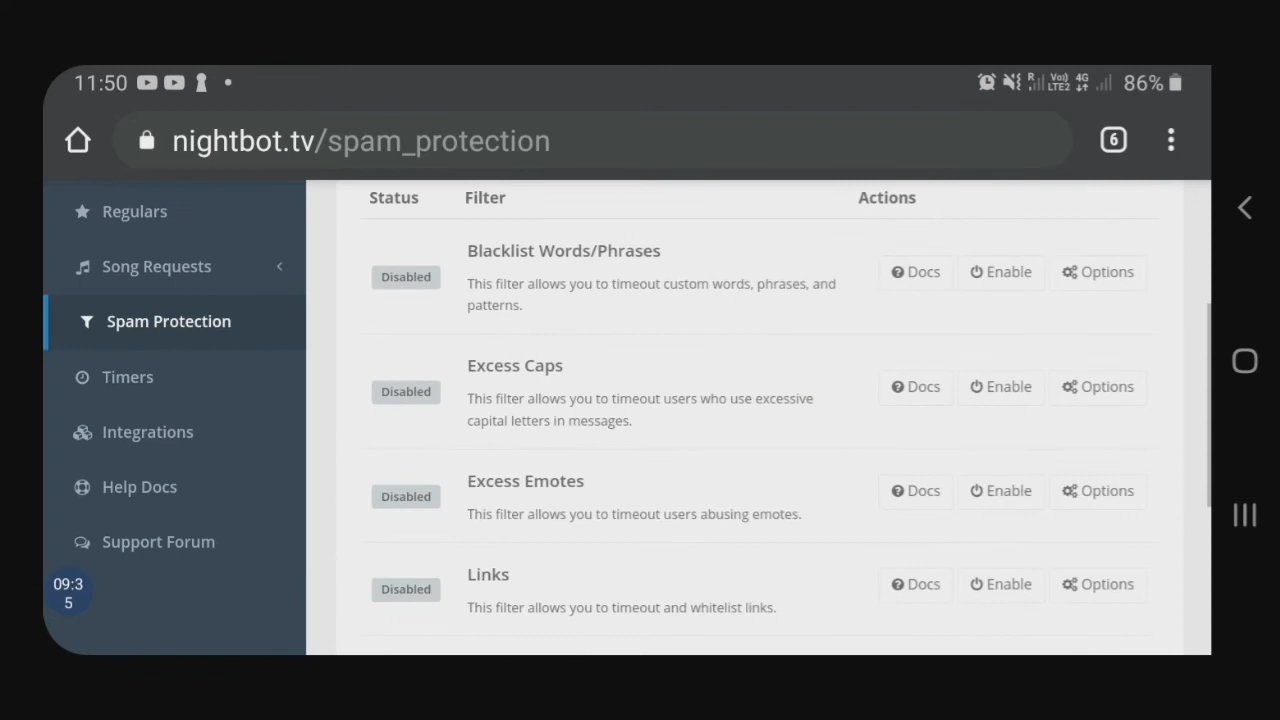 11:50
Vo) 4G
R LTE2 86%
nightbot.tv/spam_protection
6
Regulars
Song Requests
Spam Protection
Timers
Integrations
Help Docs
Support Forum
09:3
5
Status Filter Actions
Blacklist Words/Phrases
Disabled Docs Enable Options
This filter allows you to timeout custom words, phrases, and
patterns.
Excess Caps
Disabled Docs Enable Options
This filter allows you to timeout users who use excessive
capital letters in messages.
Excess Emotes
Disabled Docs Enable Options
This filter allows you to timeout users abusing emotes.
Links
Disabled Docs Enable Options
This filter allows you to timeout and whitelist links.